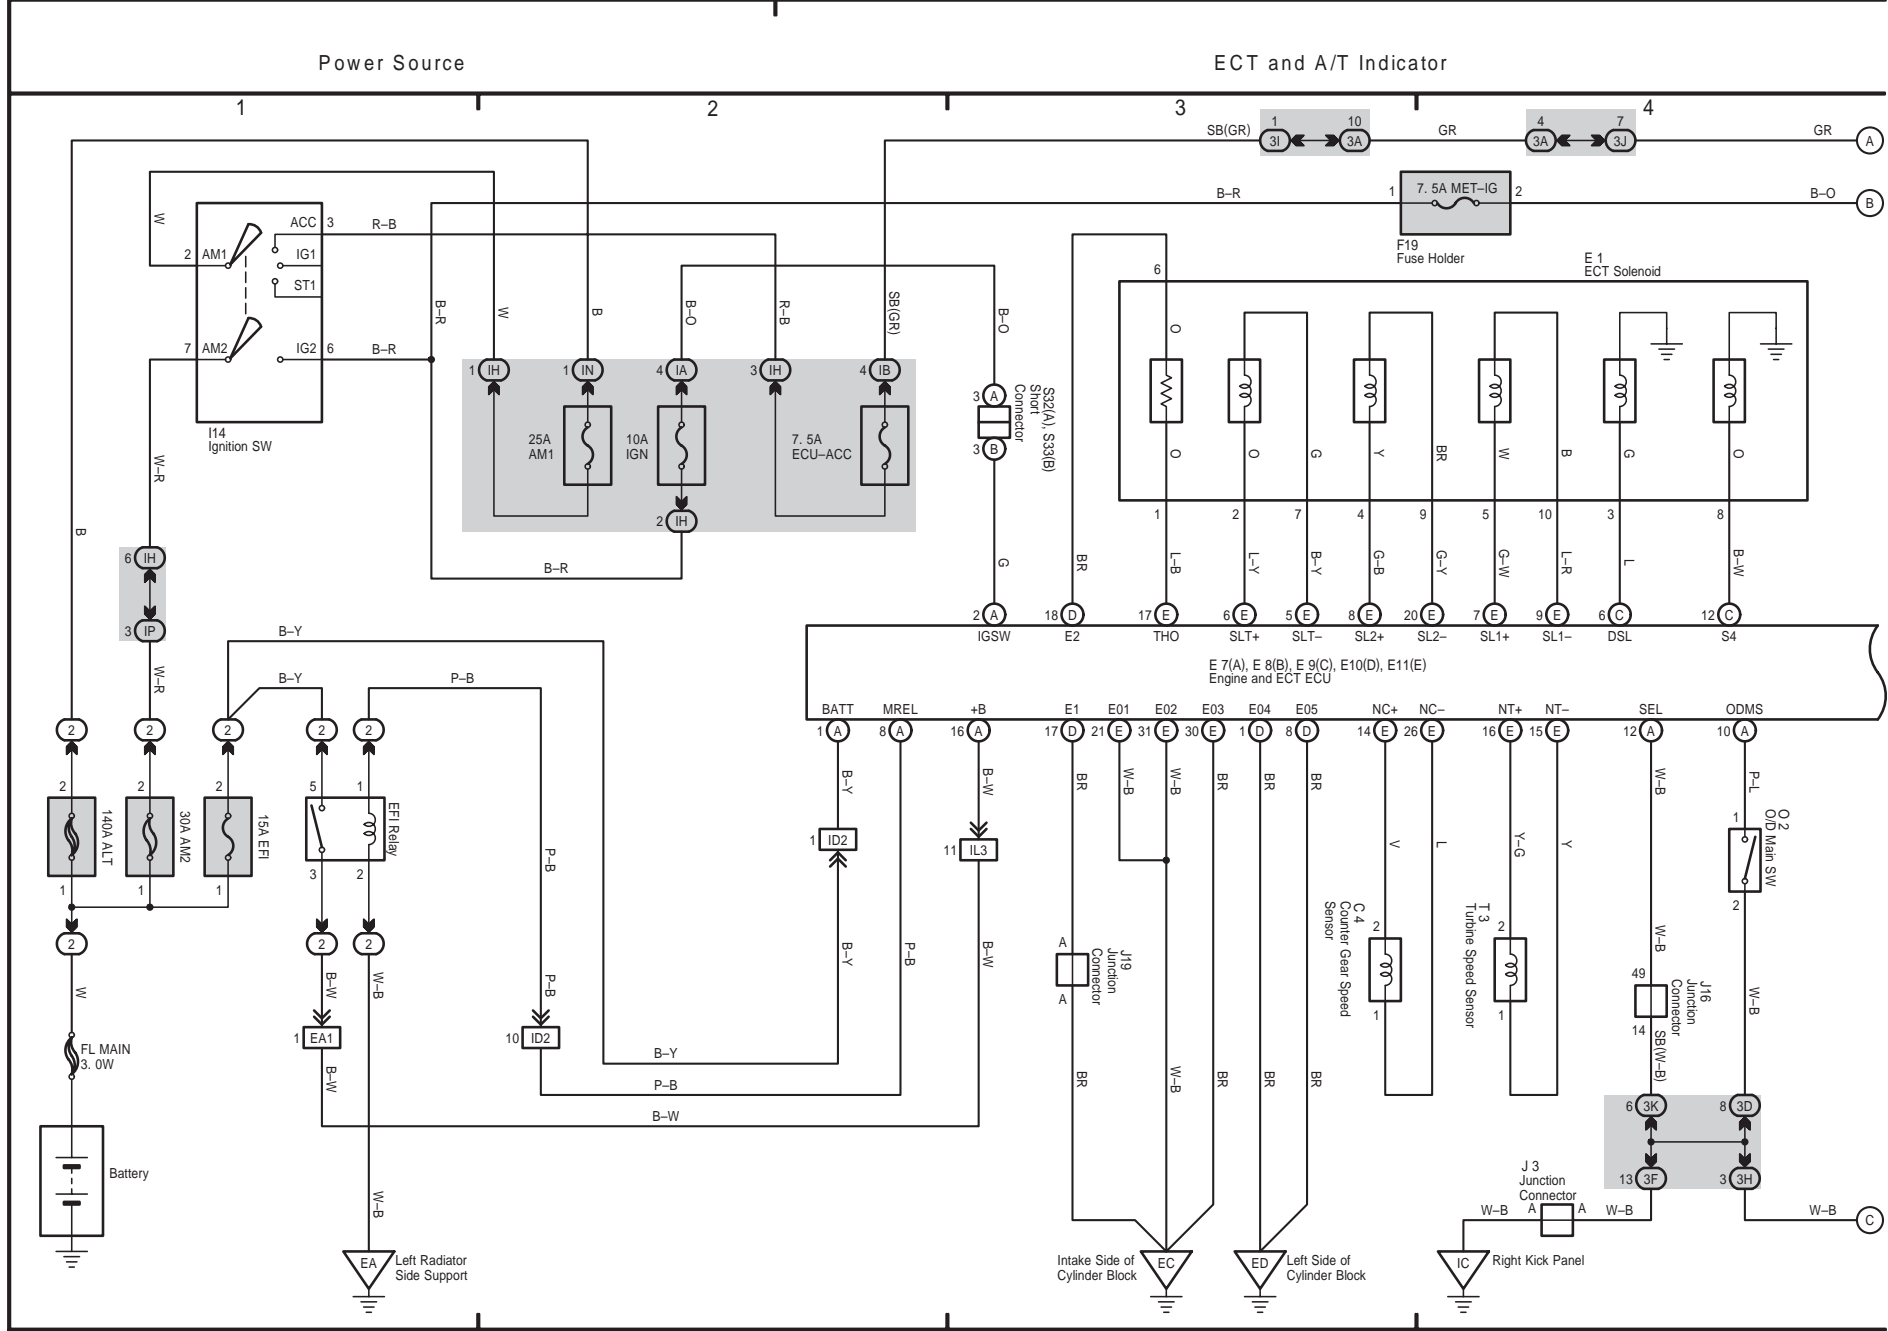 Power Source
ECT and A/T Indicator
1
2
3
4
SB(GR)
1
10
3I
3A
GR
4
7
3A
3J
GR
A
B–R
1
7. 5A MET–IG
2
B–O
B
F19
Fuse Holder
W
ACC
3
R–B
2
AM1
IG1
ST1
7
AM2
IG2
6
B–R
I14
Ignition SW
B–R
W
B
B–O
R–B
SB(GR)
B–O
1
IH
1
IN
4
IA
3
IH
4
IB
25A
AM1
10A
IGN
7. 5A
ECU–ACC
2
IH
B–R
3
A
3
B
S32(A), S33(B)
Short
Connector
G
E 1
ECT Solenoid
6
O
O
O
G
Y
BR
W
B
G
O
1
2
7
4
9
5
10
3
8
BR
L–B
L–Y
B–Y
G–B
G–Y
G–W
L–R
L
B–W
2
A
18
D
17
E
6
E
5
E
8
E
20
E
7
E
9
E
6
C
12
C
IGSW
E2
THO
SLT+
SLT–
SL2+
SL2–
SL1+
SL1–
DSL
S4
E 7(A), E 8(B), E 9(C), E10(D), E11(E)
Engine and ECT ECU
BATT
MREL
+B
E1
E01
E02
E03
E04
E05
NC+
NC–
NT+
NT–
SEL
ODMS
1
A
8
A
16
A
17
D
21
E
31
E
30
E
1
D
8
D
14
E
26
E
16
E
15
E
12
A
10
A
B
W–R
6
IH
3
IP
W–R
B–Y
B–Y
P–B
2
2
2
2
2
2
2
2
5
1
140A ALT
30A AM2
15A EFI
EFI Relay
1
1
1
3
2
2
2
2
W
FL MAIN
3. 0W
Battery
B–W
W–B
1
EA1
B–W
P–B
P–B
10
ID2
B–Y
P–B
B–W
W–B
EA
Left Radiator
Side Support
B–Y
1
ID2
B–Y
P–B
B–W
11
IL3
B–W
BR
W–B
W–B
BR
BR
BR
A
A
J19
Junction
Connector
BR
W–B
BR
BR
BR
Intake Side of
Cylinder Block
EC
ED
Left Side of
Cylinder Block
V
L
Y–G
Y
C 4
Counter Gear Speed
Sensor
2
1
T 3
Turbine Speed Sensor
2
1
W–B
W–B
49
14
J16
Junction
Connector
SB(W–B)
P–L
1
2
O 2
O/D Main SW
W–B
6
3K
8
3D
13
3F
3
3H
J 3
Junction
Connector
W–B
A
A
W–B
W–B
C
IC
Right Kick Panel